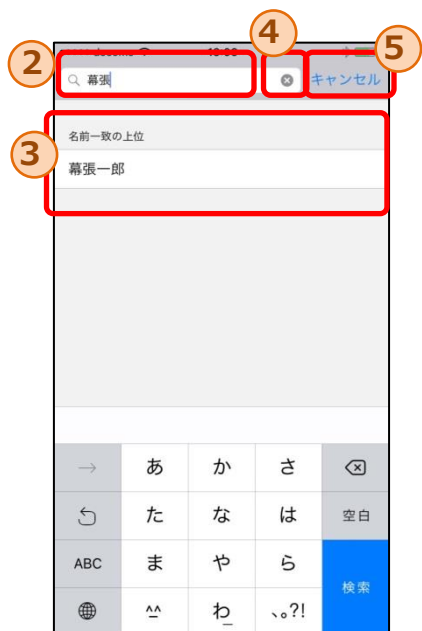 ④
⑤
②
幕張
キャンセル
名前一致の上位
③
幕張一郎
→ あ か さ
た な は 空白
ABC ま や ら
検索
^^ わ_ 、。?!